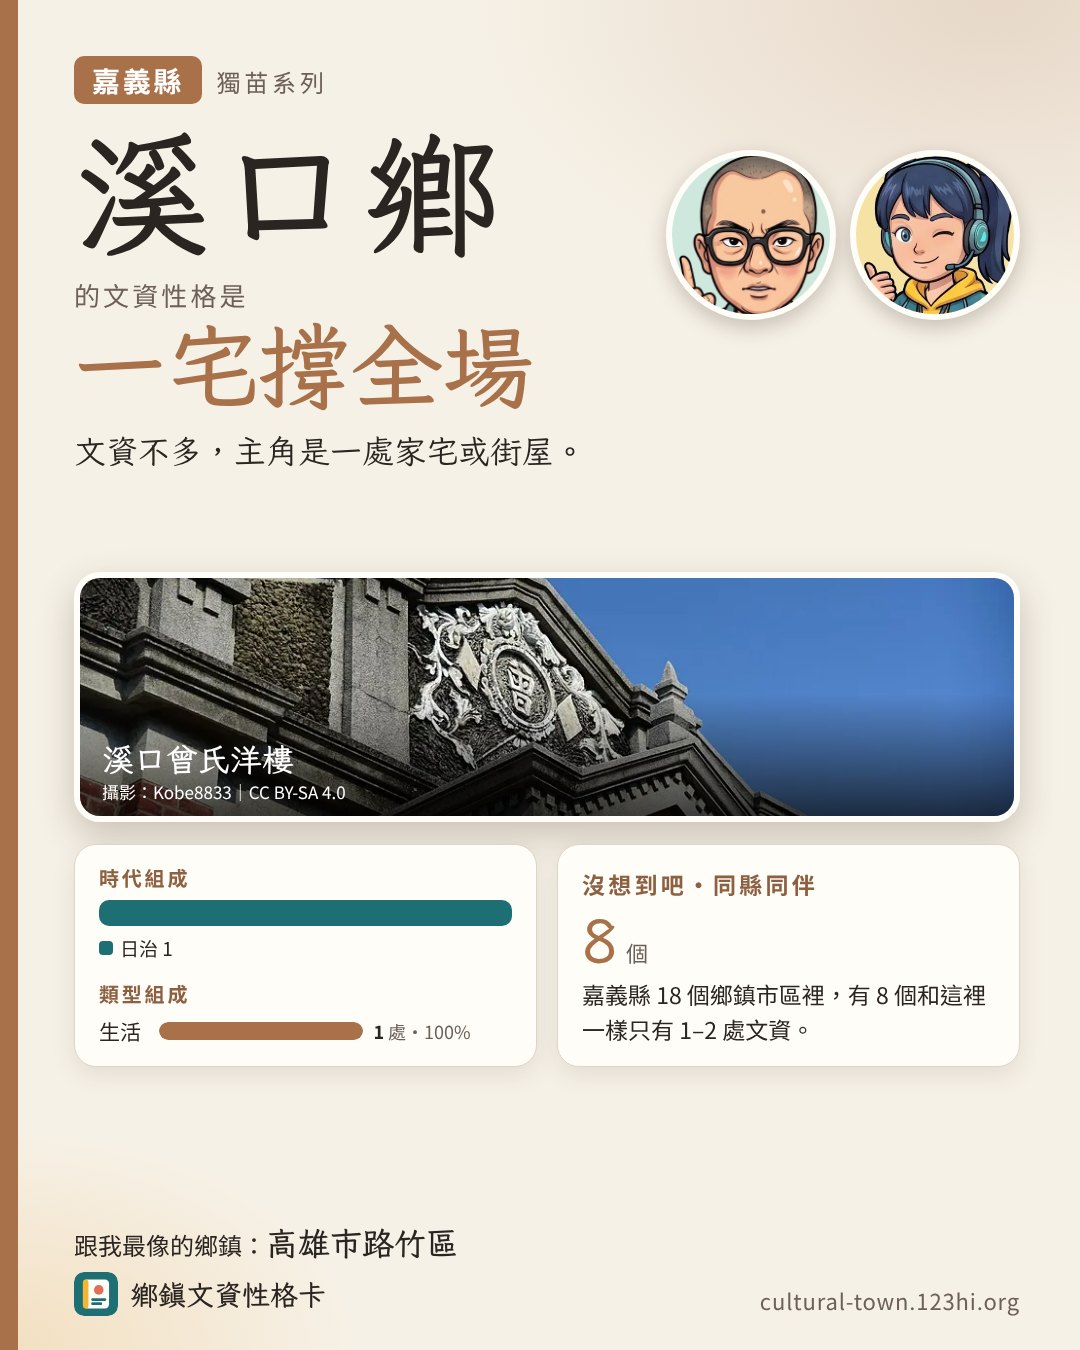 嘉義縣 獨苗系列
溪口鄉
的文資性格是
一宅撐全場
文資不多，主角是一處家宅或街屋。
曾
溪口曾氏洋樓
攝影：Kobe8833｜CC BY-SA 4.0
時代組成
日治 1
類型組成
生活 1 處・100%
沒想到吧・同縣同伴
8 個
嘉義縣 18 個鄉鎮市區裡，有 8 個和這裡
一樣只有 1–2 處文資。
跟我最像的鄉鎮：高雄市路竹區
鄉鎮文資性格卡
cultural-town.123hi.org